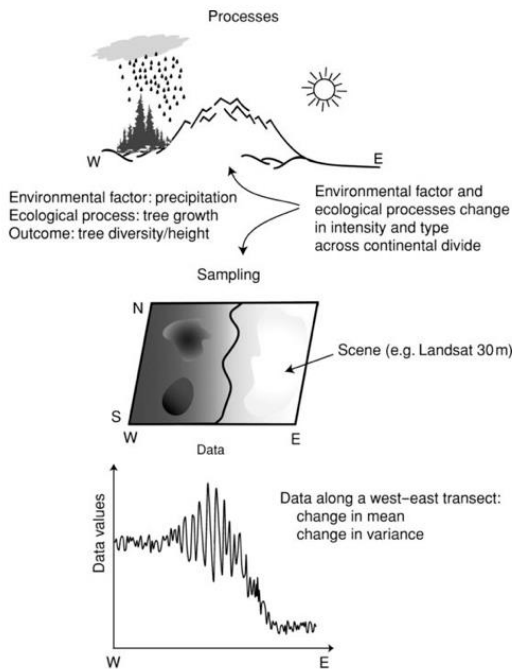 Processes
W
E
Environmental factor: precipitation
Ecological process: tree growth
Outcome: tree diversity/height
Environmental factor and
ecological processes change
in intensity and type
across continental divide
Sampling
N
S
W
E
Scene (e.g. Landsat 30 m)
Data
Data values
W
E
Data along a west–east transect:
change in mean
change in variance